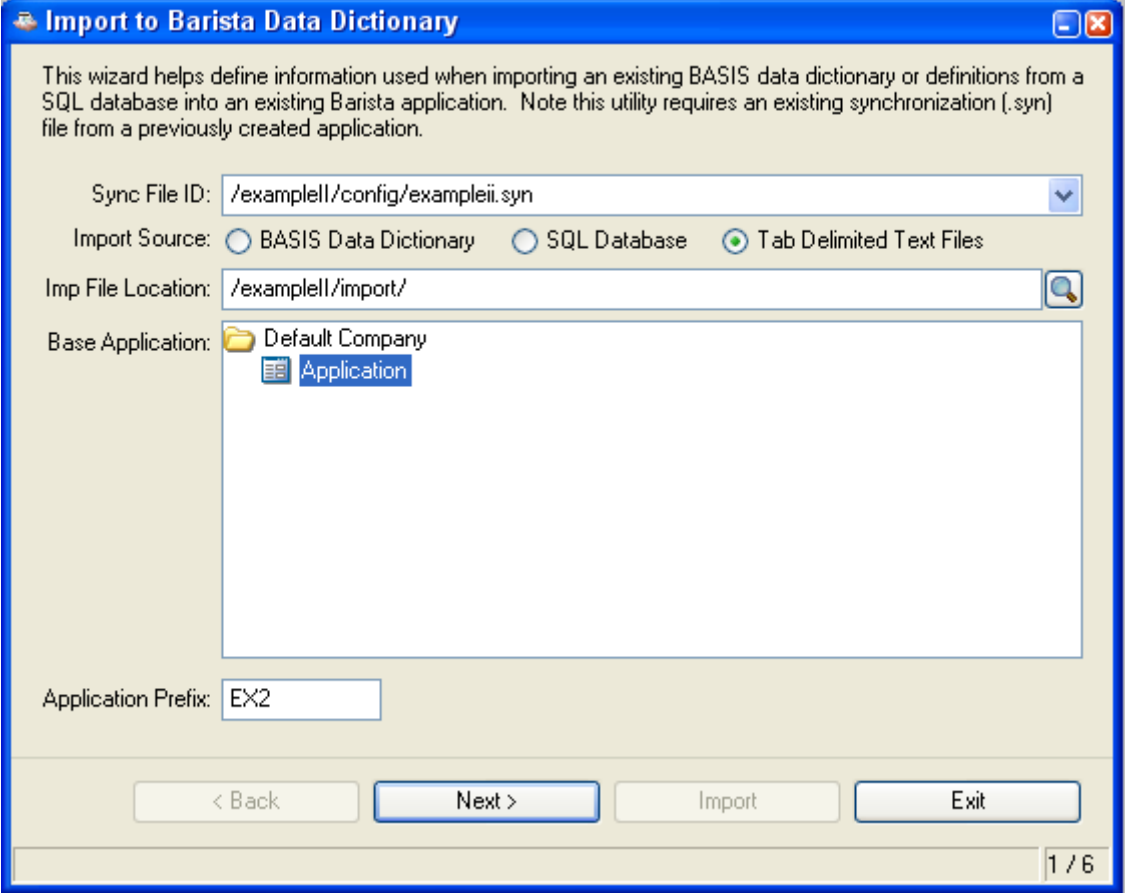 Import to Barista Data Dictionary
This wizard helps define information used when importing an existing BASIS data dictionary or definitions from a
SQL database into an existing Barista application.  Note this utility requires an existing synchronization (.syn)
file from a previously created application.
Sync File ID: /exampleII/config/exampleii.syn
Import Source: BASIS Data Dictionary SQL Database Tab Delimited Text Files
Imp File Location: /exampleII/import/
Base Application: Default Company
Application
Application Prefix: EX2
< Back Next > Import Exit
1 / 6